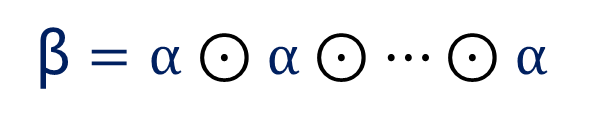 β = α ⊙ α ⊙ ⋯ ⊙ α